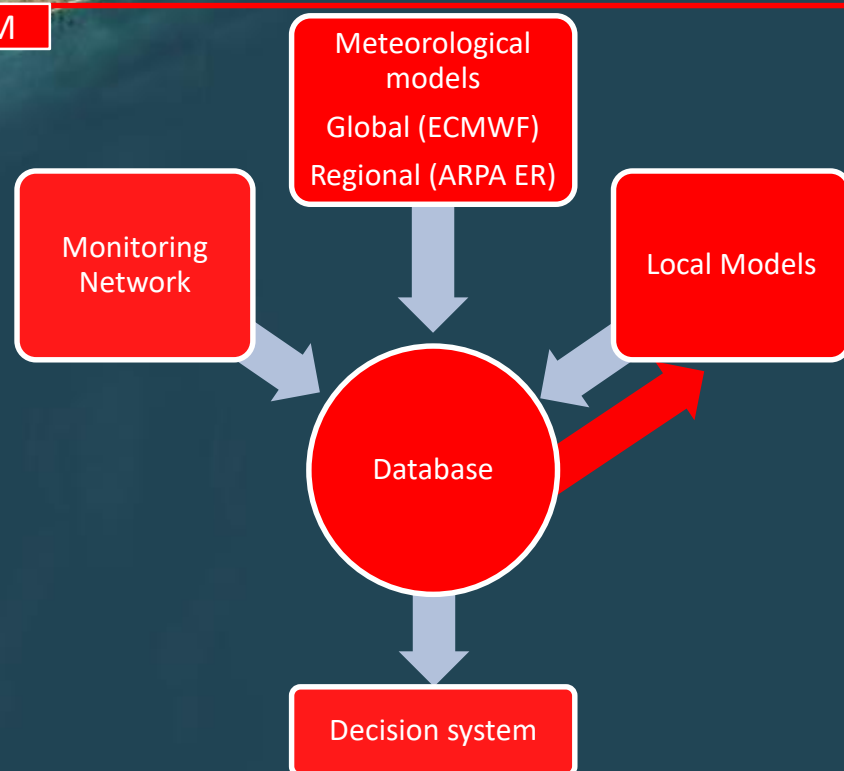 M
Meteorological
models
Global (ECMWF)
Regional (ARPA ER)
Monitoring
Network
Local Models
Database
Decision system